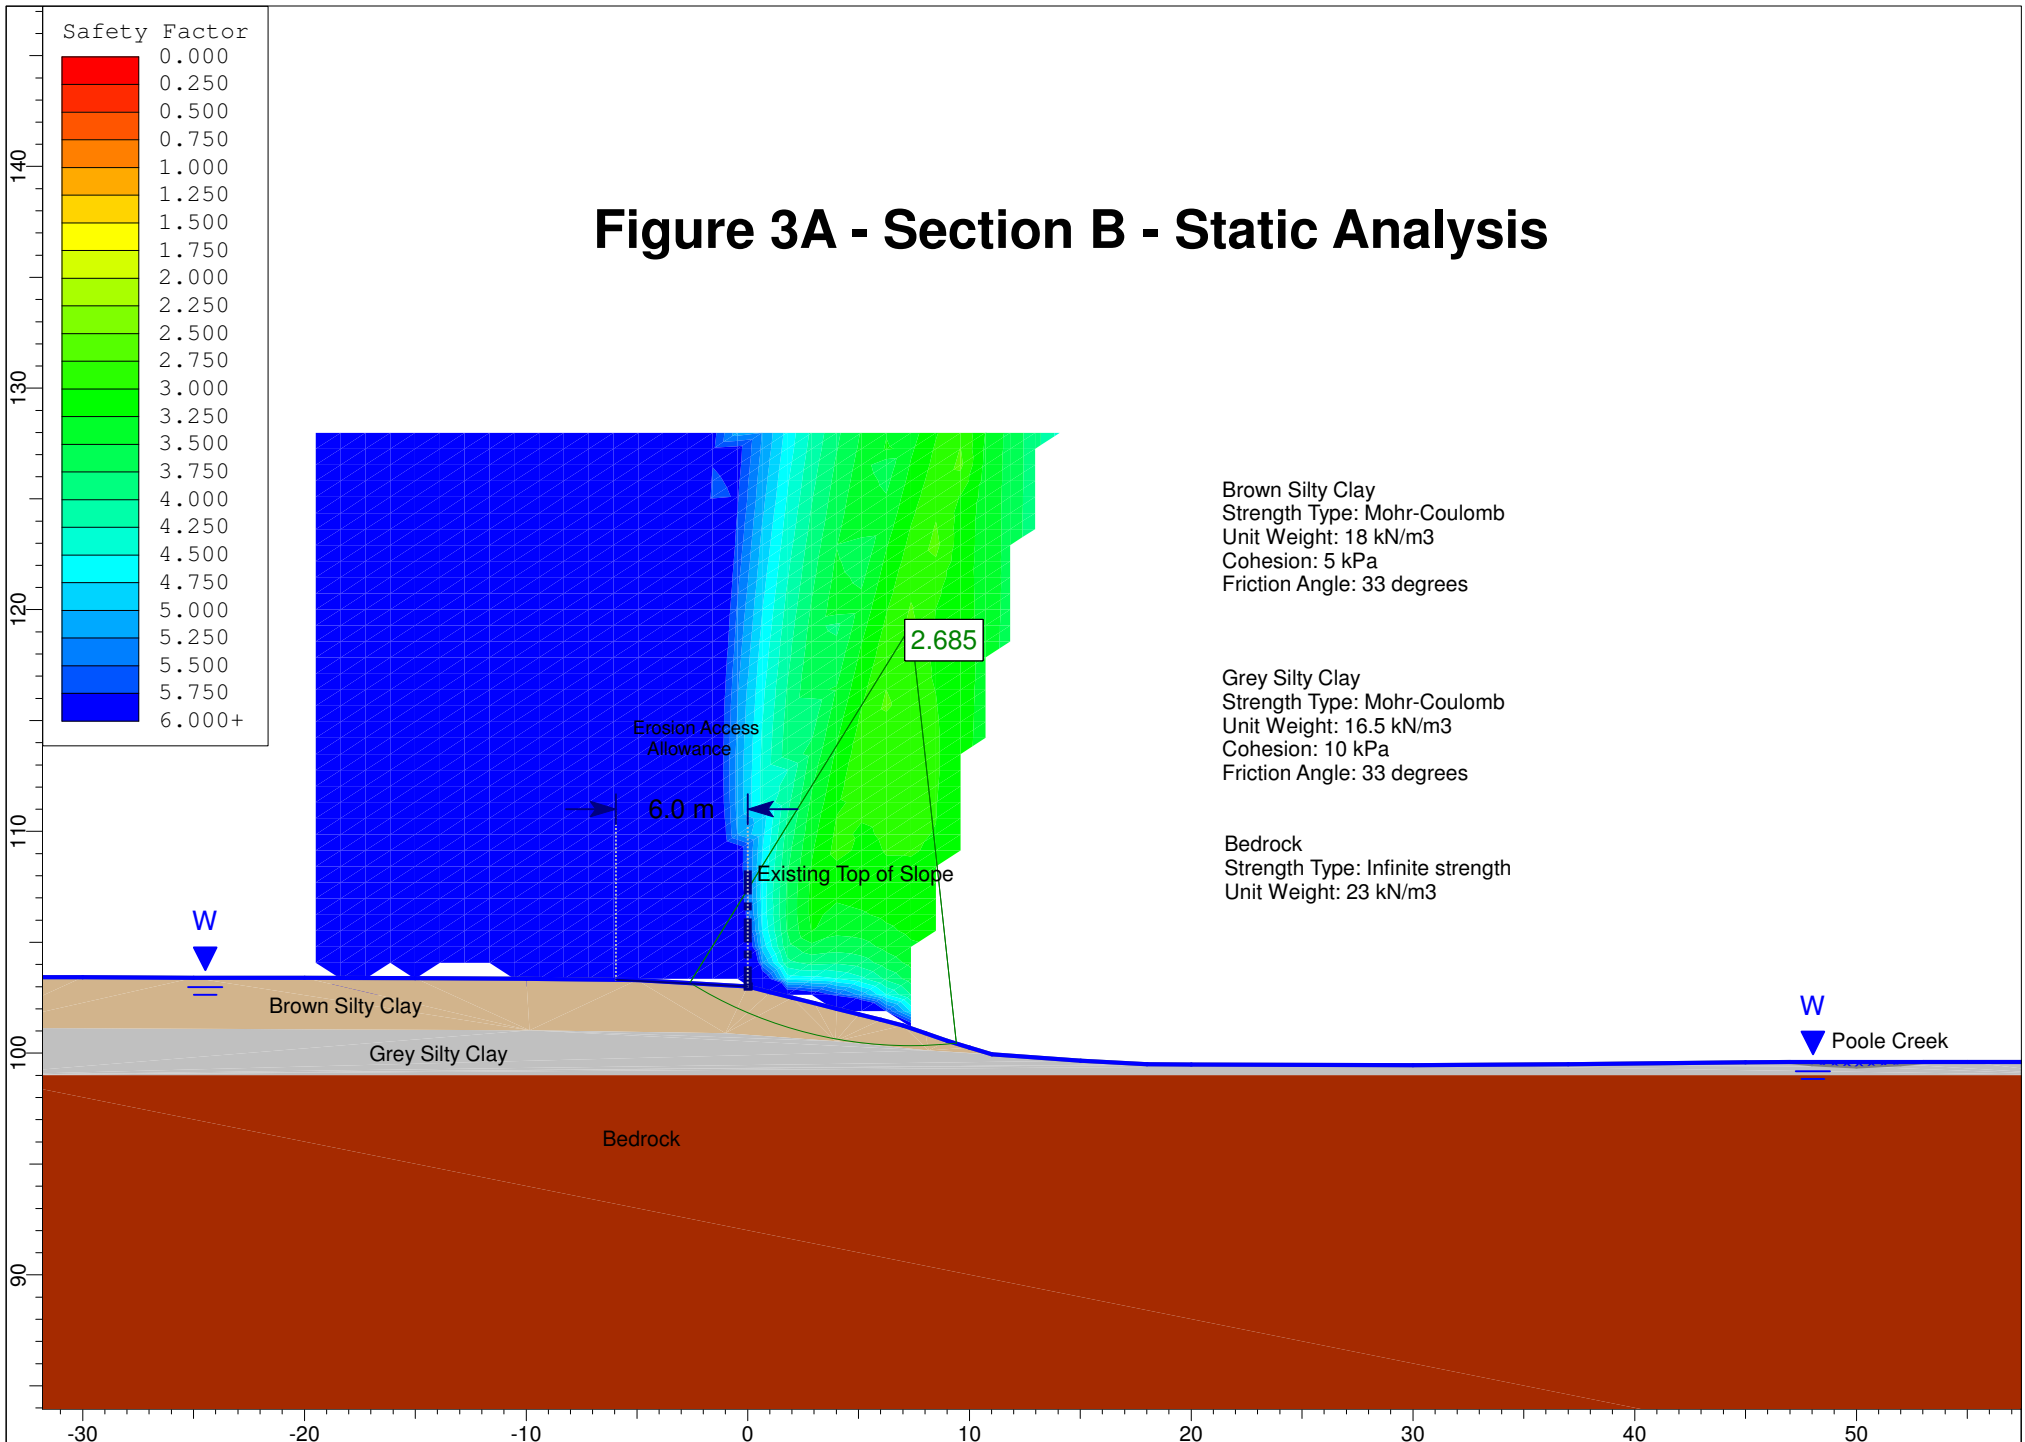 Safety Factor
0.000
0.250
0.500
0.750
1.000
1.250
1.500
1.750
2.000
2.250
2.500
2.750
3.000
3.250
3.500
3.750
4.000
4.250
4.500
4.750
5.000
5.250
5.500
5.750
6.000+
Figure 3A - Section B - Static Analysis
140
130
120
110
100
90
Brown Silty Clay
Strength Type: Mohr-Coulomb
Unit Weight: 18 kN/m3
Cohesion: 5 kPa
Friction Angle: 33 degrees
2.685
Grey Silty Clay
Strength Type: Mohr-Coulomb
Unit Weight: 16.5 kN/m3
Cohesion: 10 kPa
Friction Angle: 33 degrees
Erosion Access
Allowance
6.0 m
Bedrock
Strength Type: Infinite strength
Unit Weight: 23 kN/m3
Existing Top of Slope
W
Brown Silty Clay
W
Poole Creek
Grey Silty Clay
Bedrock
-30
-20
-10
0
10
20
30
40
50